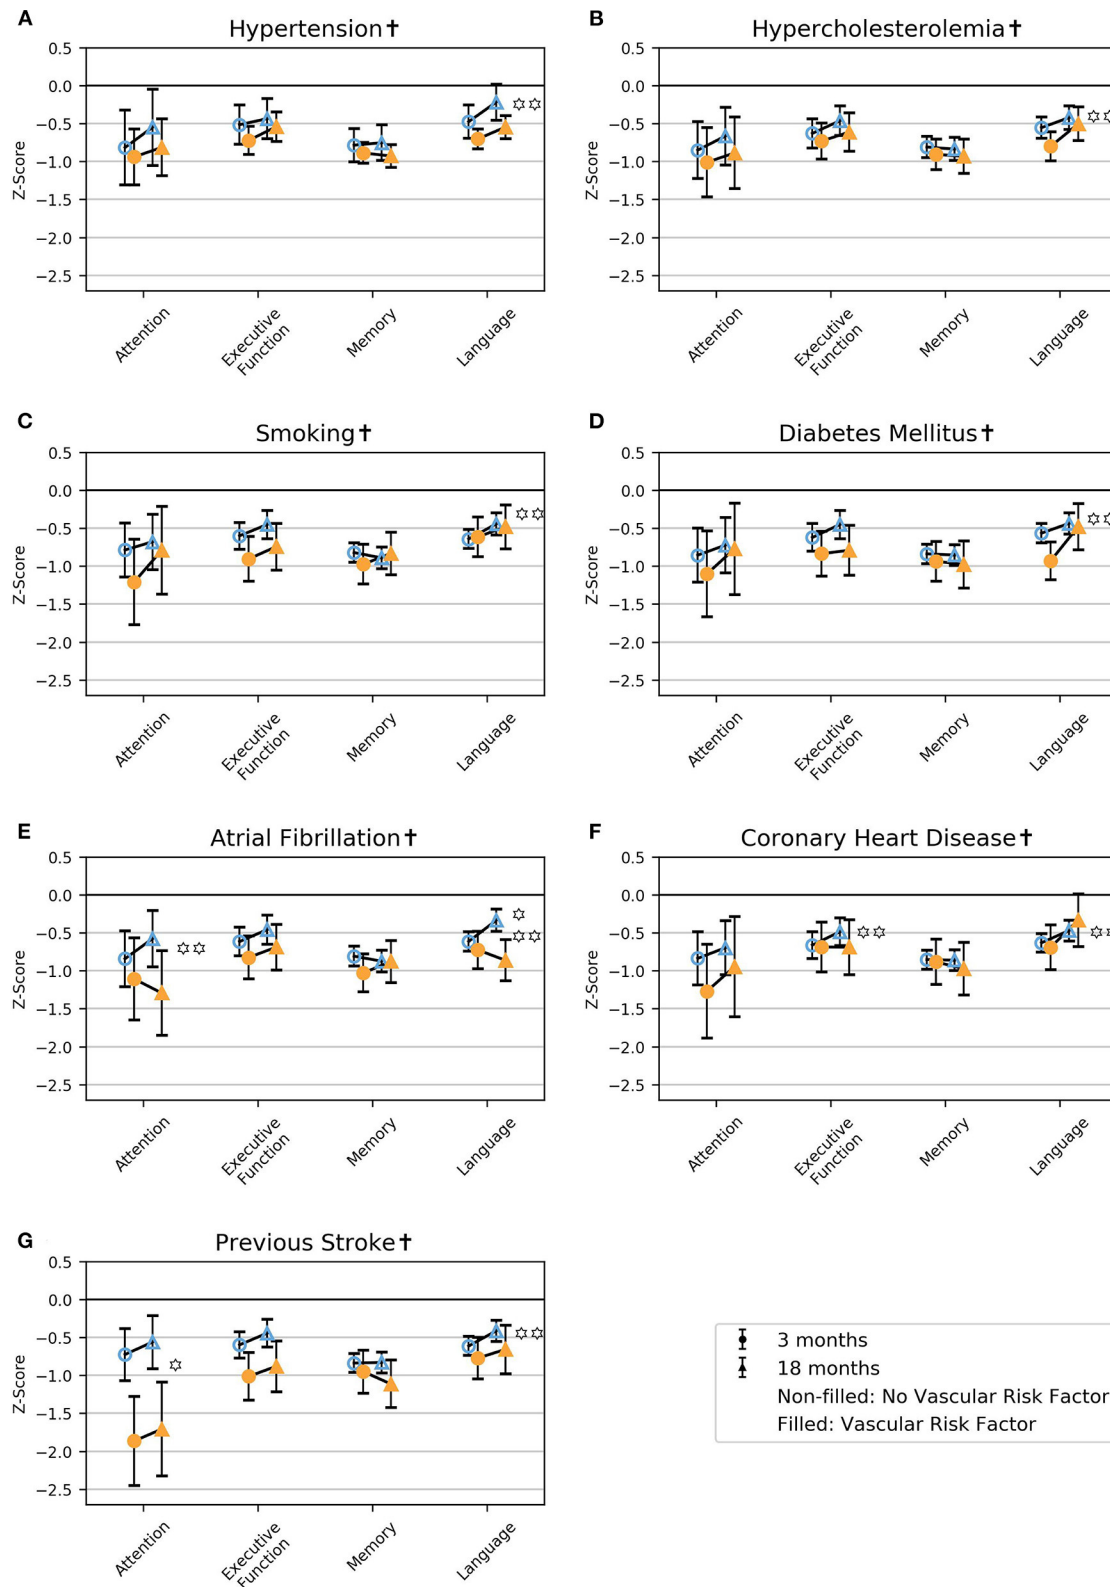 A
Hypertension✝
0.5
0.0
−0.5
−1.0
−1.5
−2.0
−2.5
Z-Score
Attention
Executive
Function
Memory
Language
✡✡
B
Hypercholesterolemia✝
0.5
0.0
−0.5
−1.0
−1.5
−2.0
−2.5
Z-Score
Attention
Executive
Function
Memory
Language
✡✡
C
Smoking✝
0.5
0.0
−0.5
−1.0
−1.5
−2.0
−2.5
Z-Score
Attention
Executive
Function
Memory
Language
✡✡
D
Diabetes Mellitus✝
0.5
0.0
−0.5
−1.0
−1.5
−2.0
−2.5
Z-Score
Attention
Executive
Function
Memory
Language
✡✡
E
Atrial Fibrillation✝
0.5
0.0
−0.5
−1.0
−1.5
−2.0
−2.5
Z-Score
Attention
Executive
Function
Memory
Language
✡✡
✡
✡✡
F
Coronary Heart Disease✝
0.5
0.0
−0.5
−1.0
−1.5
−2.0
−2.5
Z-Score
Attention
Executive
Function
Memory
Language
✡✡
✡✡
G
Previous Stroke✝
0.5
0.0
−0.5
−1.0
−1.5
−2.0
−2.5
Z-Score
Attention
Executive
Function
Memory
Language
✡
✡✡
3 months
18 months
Non-filled: No Vascular Risk Factor
Filled: Vascular Risk Factor